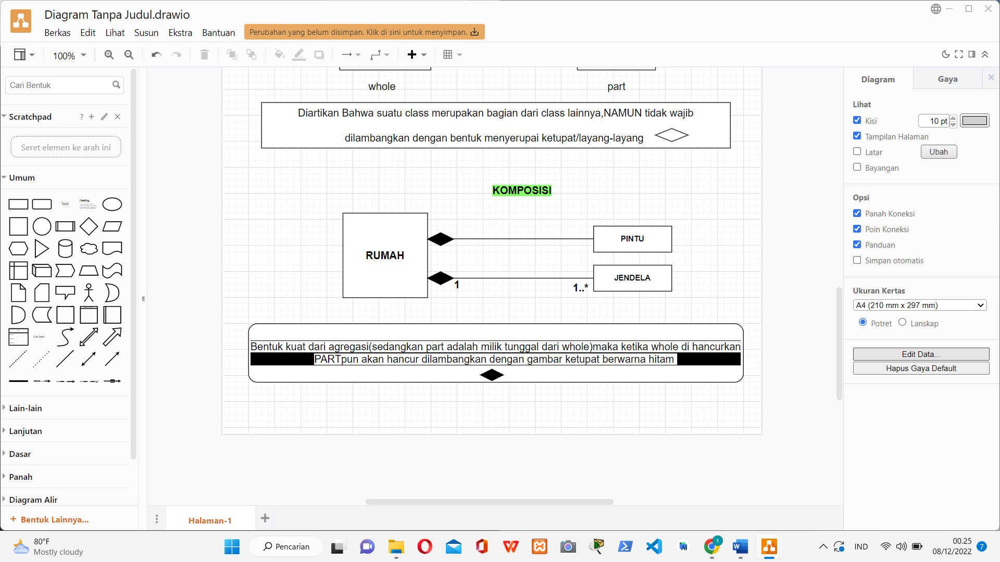 Diagram Tanpa Judul.drawio
Berkas Edit Lihat Susun Ekstra Bantuan Perubahan yang belum disimpan. Klik di sini untuk menyimpan.
100%
Cari Bentuk
Scratchpad
?
Seret elemen ke arah ini
Umum
Text
Heading
List Item
Lain-lain
Lanjutan
Dasar
Panah
Diagram Alir
+ Bentuk Lainnya...
whole
part
Diartikan Bahwa suatu class merupakan bagian dari class lainnya,NAMUN tidak wajib
dilambangkan dengan bentuk menyerupai ketupat/layang-layang
KOMPOSISI
RUMAH
PINTU
JENDELA
1
1..*
Bentuk kuat dari agregasi(sedangkan part adalah milik tunggal dari whole)maka ketika whole di hancurkan
PARTpun akan hancur dilambangkan dengan gambar ketupat berwarna hitam
Halaman-1
Diagram Gaya
Lihat
Kisi 10 pt
Tampilan Halaman
Latar Ubah
Bayangan
Opsi
Panah Koneksi
Poin Koneksi
Panduan
Simpan otomatis
Ukuran Kertas
A4 (210 mm x 297 mm)
Potret Lanskap
Edit Data...
Hapus Gaya Default
80°F
Mostly cloudy
Pencarian
t
IND
00.25
08/12/2022
7